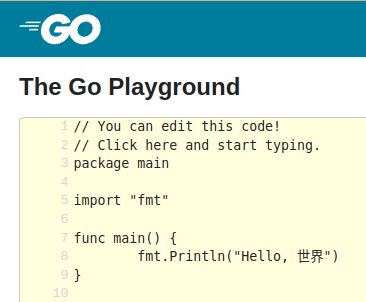 GO
The Go Playground
1 // You can edit this code!
2 // Click here and start typing.
3 package main
4
5 import "fmt"
6
7 func main() {
8         fmt.Println("Hello, 世界")
9 }
10